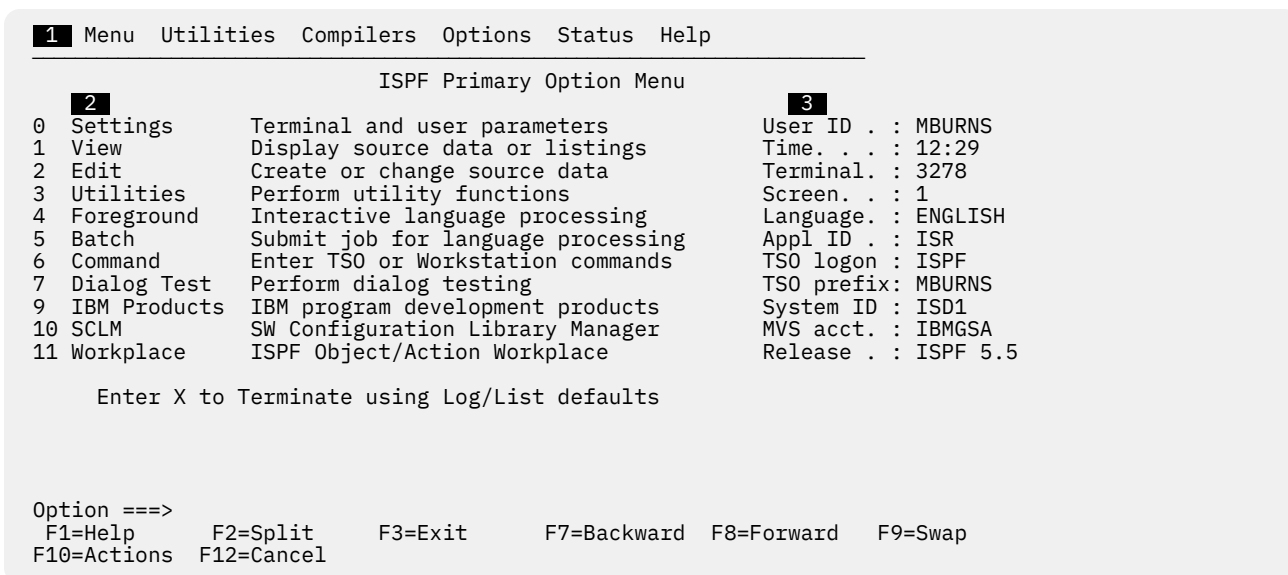 1 Menu Utilities Compilers Options Status Help
ISPF Primary Option Menu
2 3
0 Settings Terminal and user parameters User ID . : MBURNS
1 View Display source data or listings Time. . . : 12:29
2 Edit Create or change source data Terminal. : 3278
3 Utilities Perform utility functions Screen. . : 1
4 Foreground Interactive language processing Language. : ENGLISH
5 Batch Submit job for language processing Appl ID . : ISR
6 Command Enter TSO or Workstation commands TSO logon : ISPF
7 Dialog Test Perform dialog testing TSO prefix: MBURNS
9 IBM Products IBM program development products System ID : ISD1
10 SCLM SW Configuration Library Manager MVS acct. : IBMGSA
11 Workplace ISPF Object/Action Workplace Release . : ISPF 5.5
Enter X to Terminate using Log/List defaults
Option ===>
F1=Help F2=Split F3=Exit F7=Backward F8=Forward F9=Swap
F10=Actions F12=Cancel